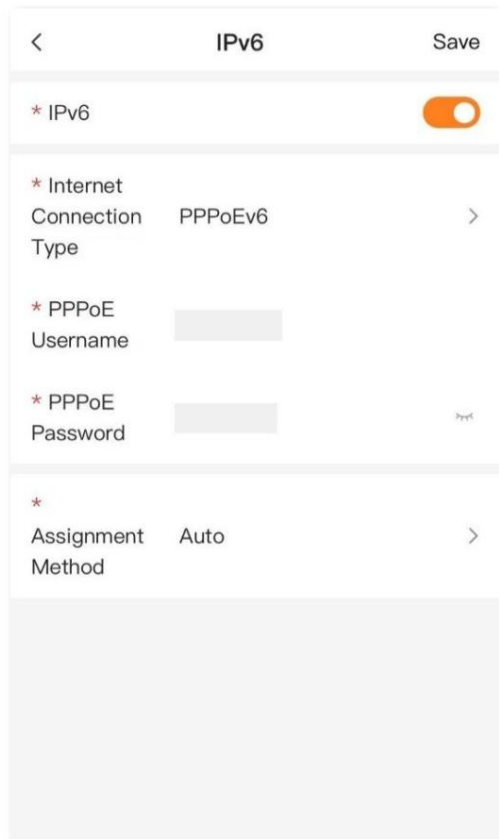 IPv6
Save
* IPv6
* Internet
Connection
Type
PPPoEv6
* PPPoE
Username
* PPPoE
Password
*
Assignment
Method
Auto